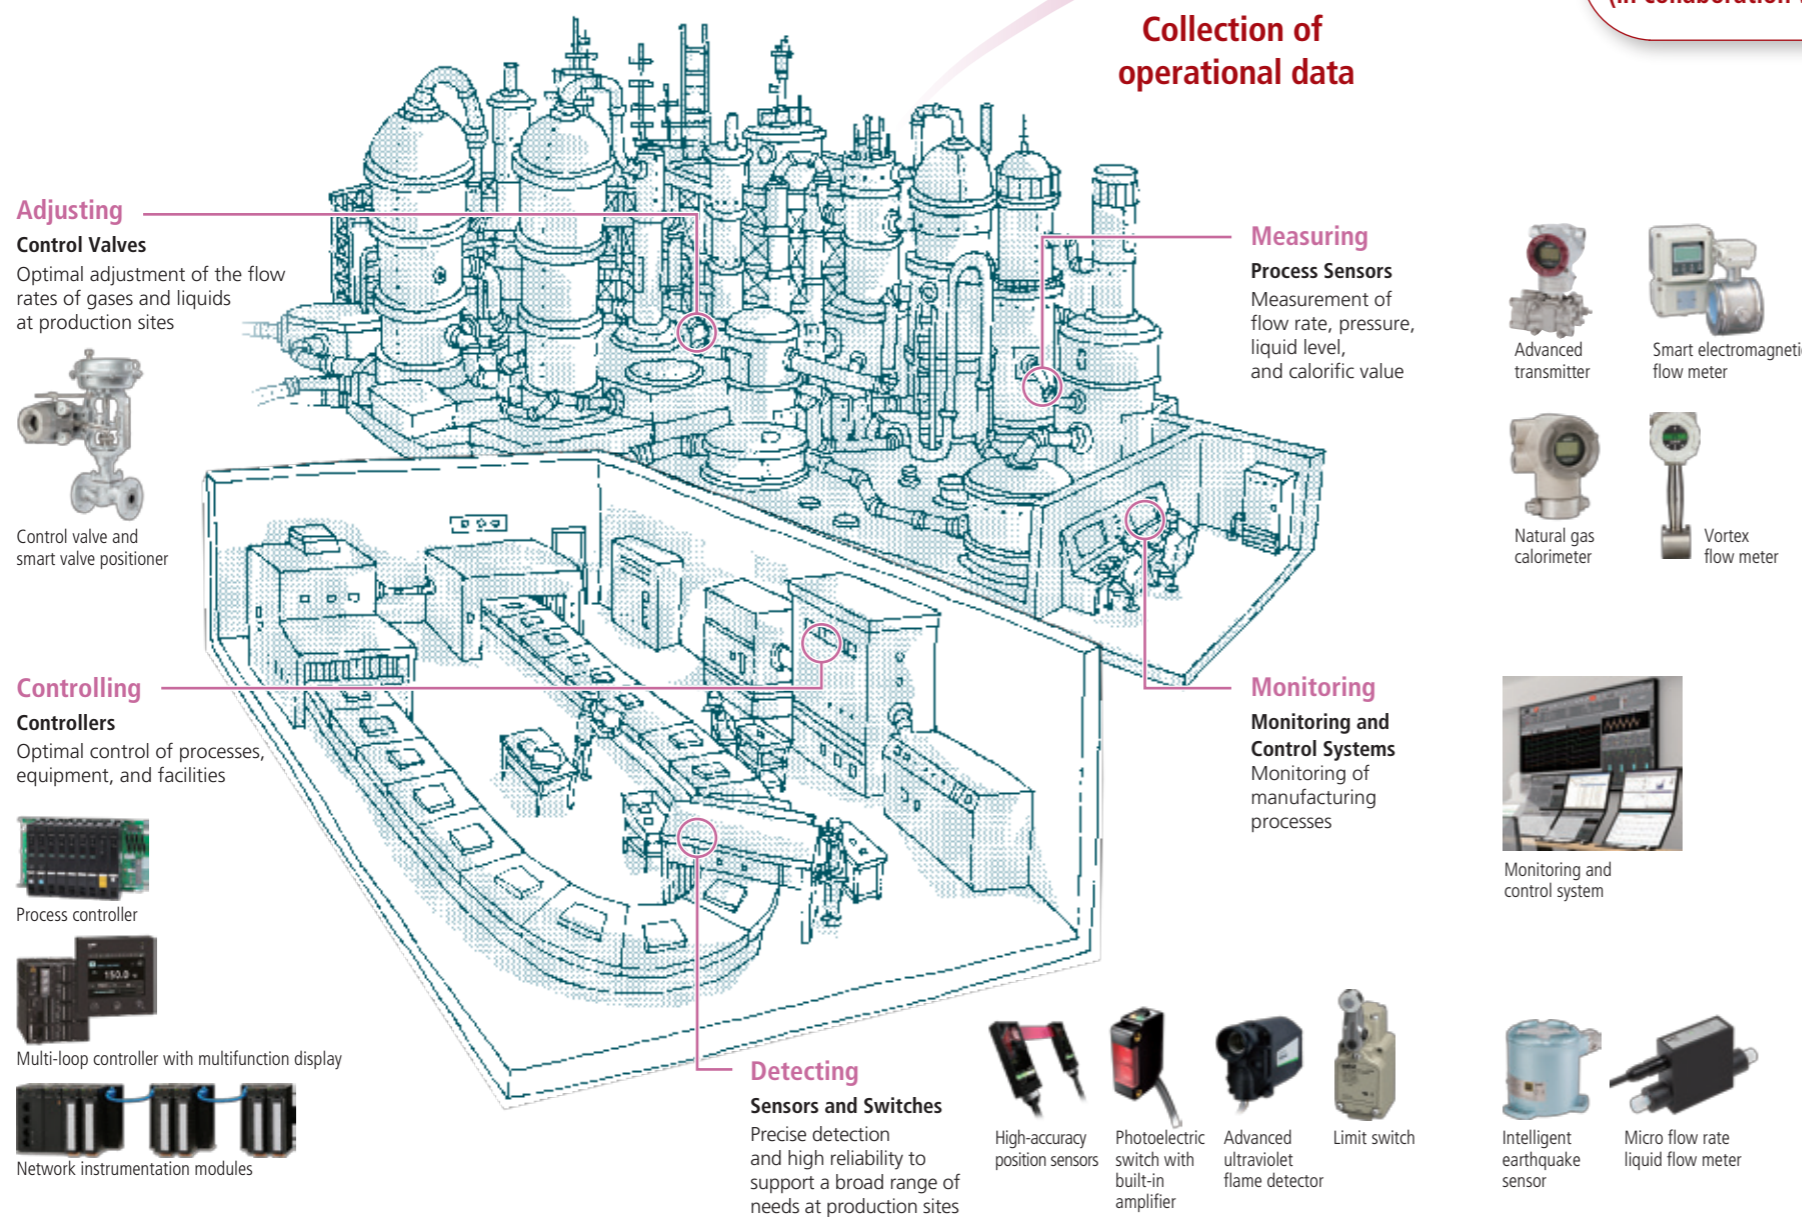 (in collaboration
Collection of
operational data
Adjusting
Control Valves
Optimal adjustment of the flow
rates of gases and liquids
at production sites
Control valve and
smart valve positioner
Measuring
Process Sensors
Measurement of
flow rate, pressure,
liquid level,
and calorific value
Advanced
transmitter
Smart electromagnetic
flow meter
Natural gas
calorimeter
Vortex
flow meter
Controlling
Controllers
Optimal control of processes,
equipment, and facilities
Process controller
150.0
Multi-loop controller with multifunction display
Network instrumentation modules
Monitoring
Monitoring and
Control Systems
Monitoring of
manufacturing
processes
Monitoring and
control system
Detecting
Sensors and Switches
Precise detection
and high reliability to
support a broad range of
needs at production sites
High-accuracy
position sensors
Photoelectric
switch with
built-in
amplifier
Advanced
ultraviolet
flame detector
Limit switch
Intelligent
earthquake
sensor
Micro flow rate
liquid flow meter